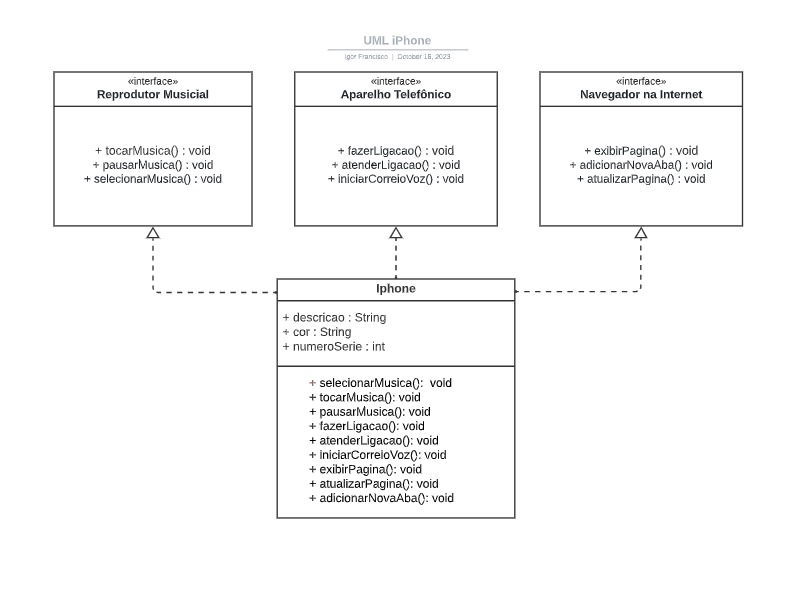 UML iPhone
Igor Francisco | October 16, 2023
«interface»
Reprodutor Musicial
+ tocarMusica() : void
+ pausarMusica() : void
+ selecionarMusica() : void
«interface»
Aparelho Telefônico
+ fazerLigacao() : void
+ atenderLigacao() : void
+ iniciarCorreioVoz() : void
«interface»
Navegador na Internet
+ exibirPagina() : void
+ adicionarNovaAba() : void
+ atualizarPagina() : void
Iphone
+ descricao : String
+ cor : String
+ numeroSerie : int
+ selecionarMusica(): void
+ tocarMusica(): void
+ pausarMusica(): void
+ fazerLigacao(): void
+ atenderLigacao(): void
+ iniciarCorreioVoz(): void
+ exibirPagina(): void
+ atualizarPagina(): void
+ adicionarNovaAba(): void